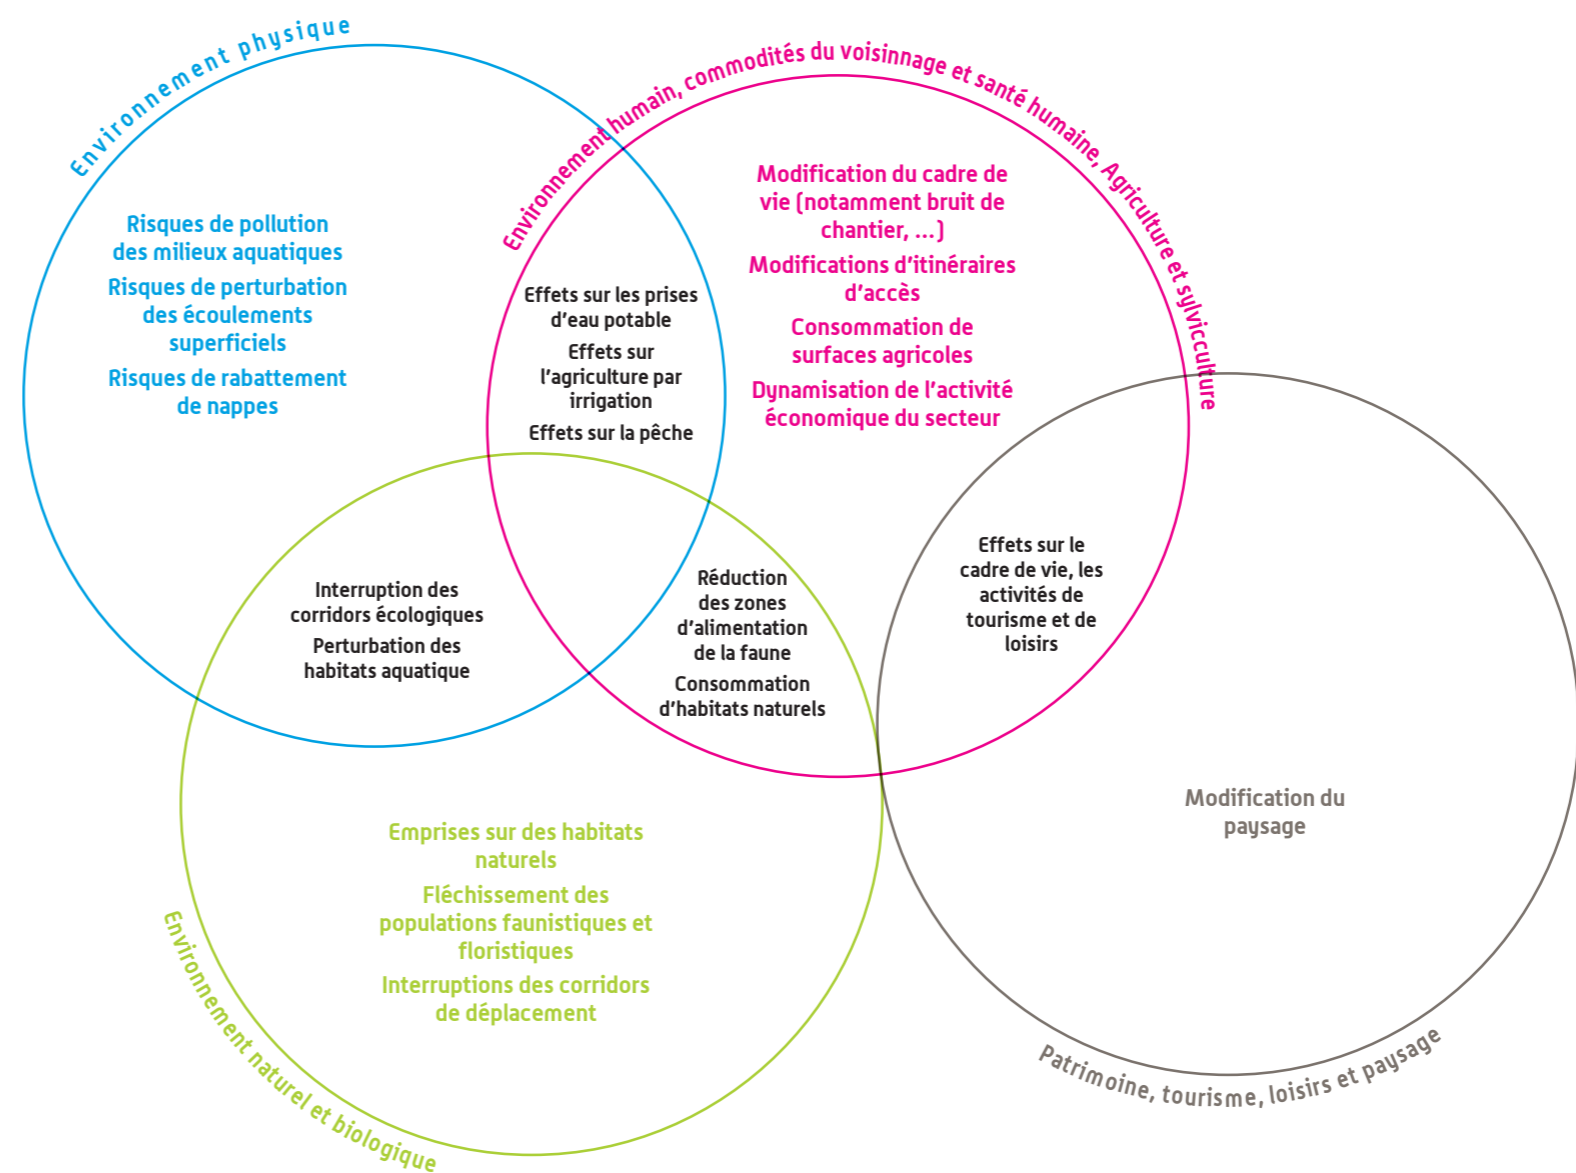 Environnement physique
Environnement humain, commodités du voisinnage et santé humaine, Agriculture et sylvicculture
Risques de pollution
des milieux aquatiques
Risques de perturbation
des écoulements
superficiels
Risques de rabattement
de nappes
Effets sur les prises
d'eau potable
Effets sur
l'agriculture par
irrigation
Effets sur la pêche
Modification du cadre de
vie (notamment bruit de
chantier, ...)
Modifications d'itinéraires
d'accès
Consommation de
surfaces agricoles
Dynamisation de l'activité
économique du secteur
Interruption des
corridors écologiques
Perturbation des
habitats aquatique
Réduction
des zones
d'alimentation
de la faune
Consommation
d'habitats naturels
Effets sur le
cadre de vie, les
activités de
tourisme et de
loisirs
Modification du
paysage
Emprises sur des habitats
naturels
Fléchissement des
populations faunistiques et
floristiques
Interruptions des corridors
de déplacement
Environnement naturel et biologique
Patrimoine, tourisme, loisirs et paysage